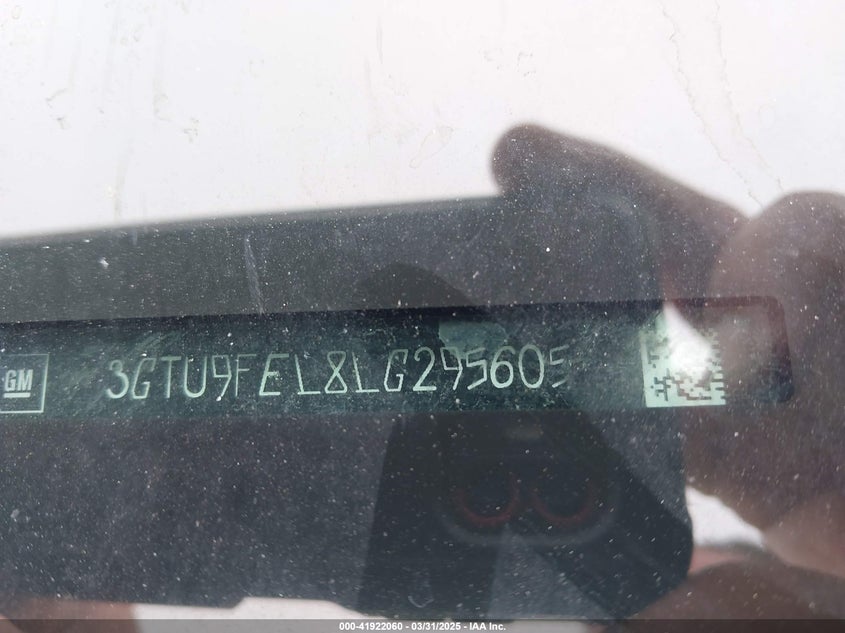 GM 3GTU9FEL8LG295605
000-41922060 - 03/31/2025 - IAA Inc.